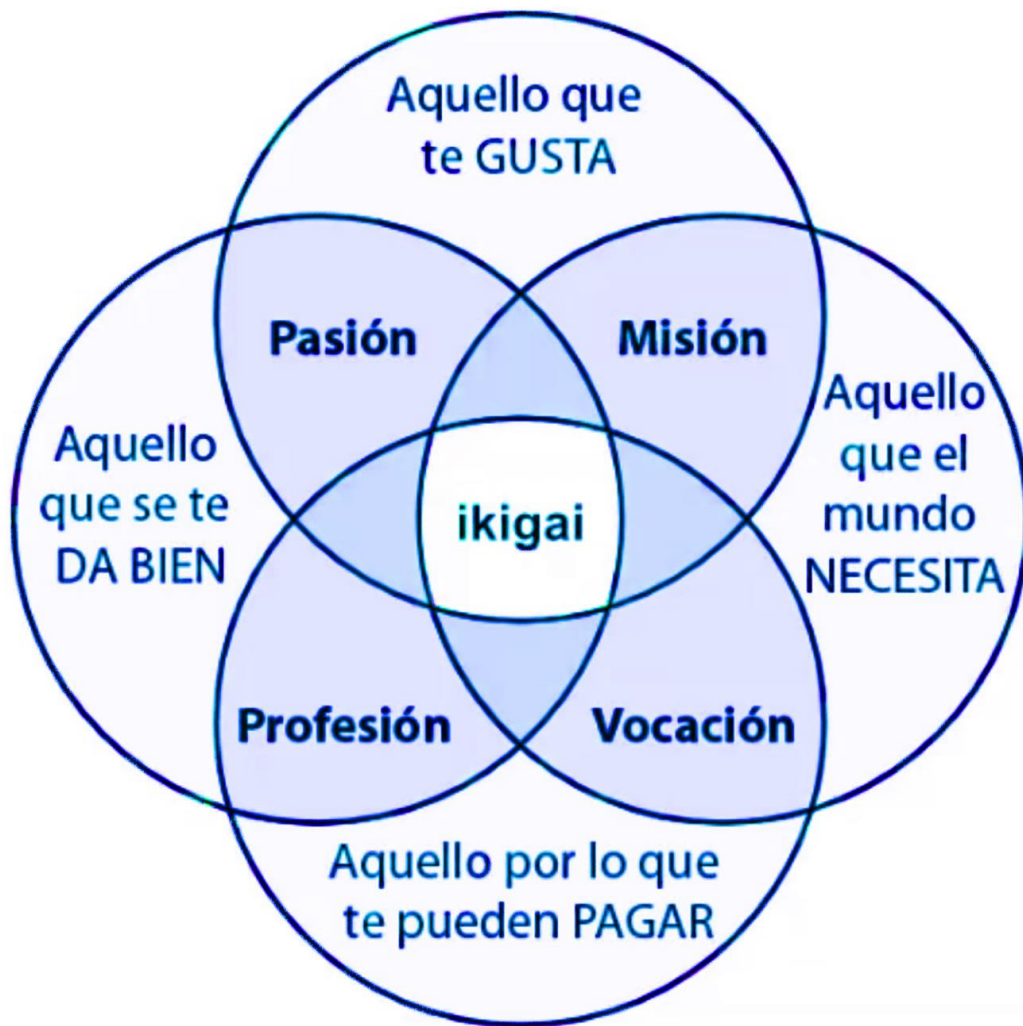 Aquello que
te GUSTA
Pasión
Misión
Aquello
que se te
DA BIEN
ikigai
Aquello
que el
mundo
NECESITA
Profesión
Vocación
Aquello por lo que
te pueden PAGAR